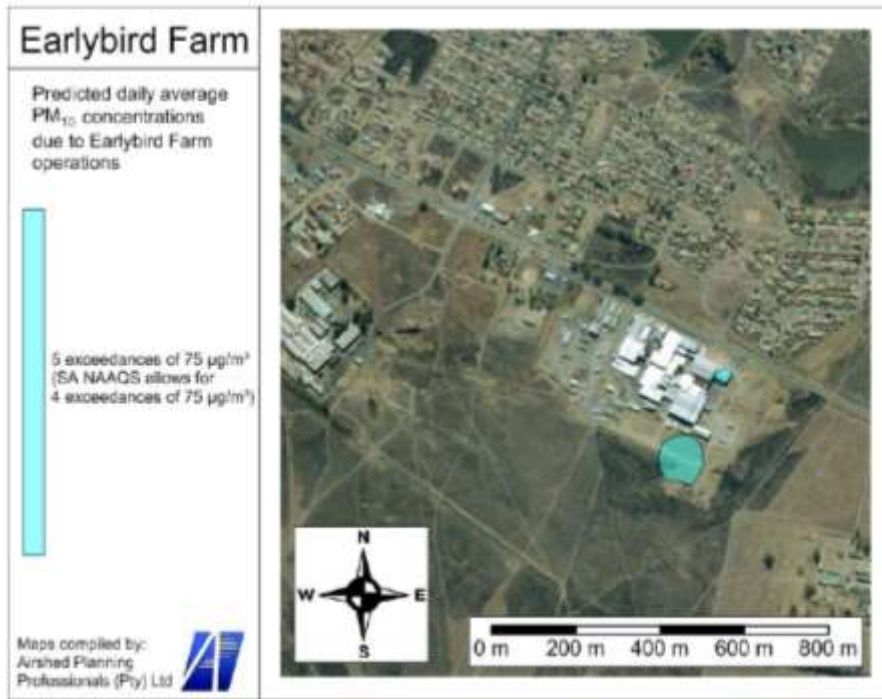 Earlybird Farm
Predicted daily average
PM₁₀ concentrations
due to Earlybird Farm
operations
5 exceedances of 75 µg/m³
(SA NAAQS allows for
4 exceedances of 75 µg/m³)
Maps compiled by:
Airshed Planning
Professionals (Pty) Ltd
N
W E
S
0 m 200 m 400 m 600 m 800 m